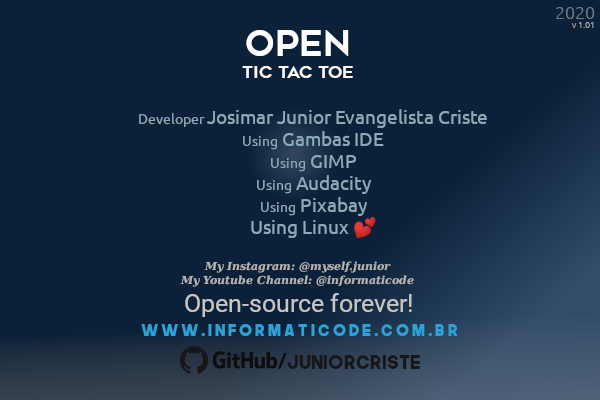 2020
v 1.01
OPEN
TIC TAC TOE
Developer Josimar Junior Evangelista Criste
Using Gambas IDE
Using GIMP
Using Audacity
Using Pixabay
Using Linux 💕
My Instagram: @myself.junior
My Youtube Channel: @informaticode
Open-source forever!
WWW.INFORMATICODE.COM.BR
GitHub/JUNIORCRISTE